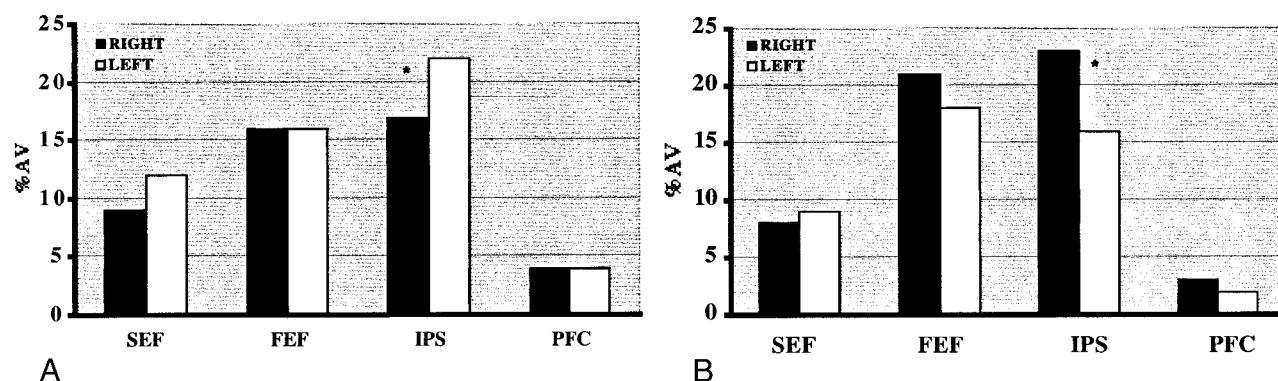 25
20
15
10
5
0
%AV
■RIGHT
□LEFT
*
SEF FEF IPS PFC
A
25
20
15
10
5
0
%AV
■RIGHT
□LEFT
*
SEF FEF IPS PFC
B